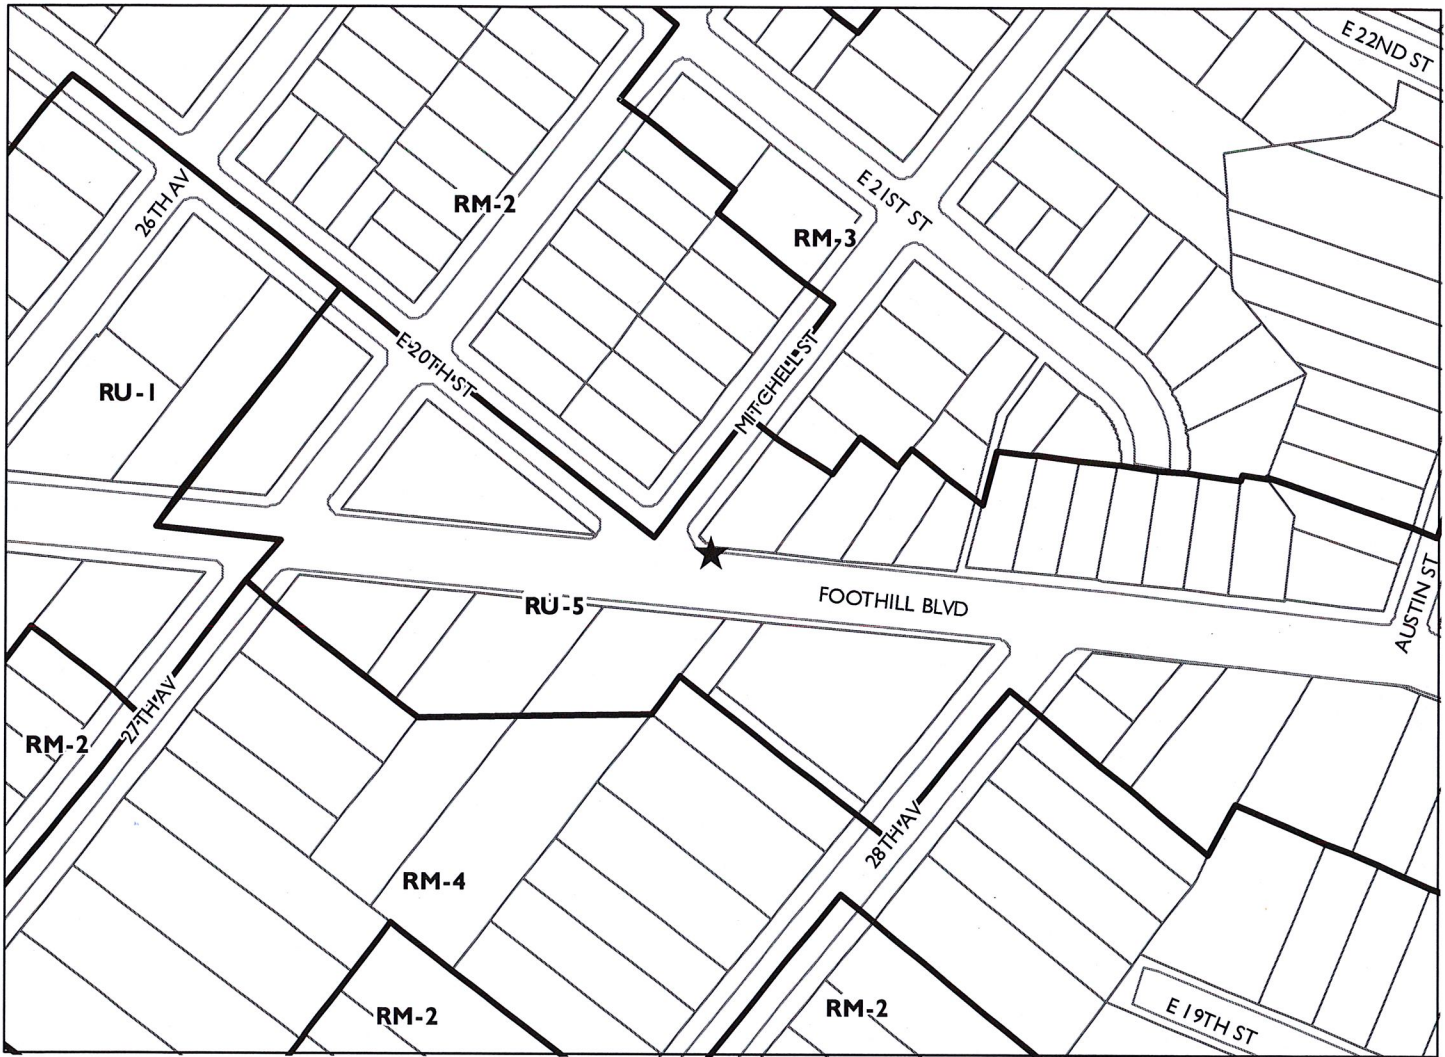 E 22ND ST
26TH AV
RM-2
E 21ST ST
RM-3
E 20TH ST
MITCHELL ST
RU-1
FOOTHILL BLVD
RU-5
AUSTIN ST
27TH AV
RM-2
28TH AV
RM-4
RM-2
RM-2
E 19TH ST